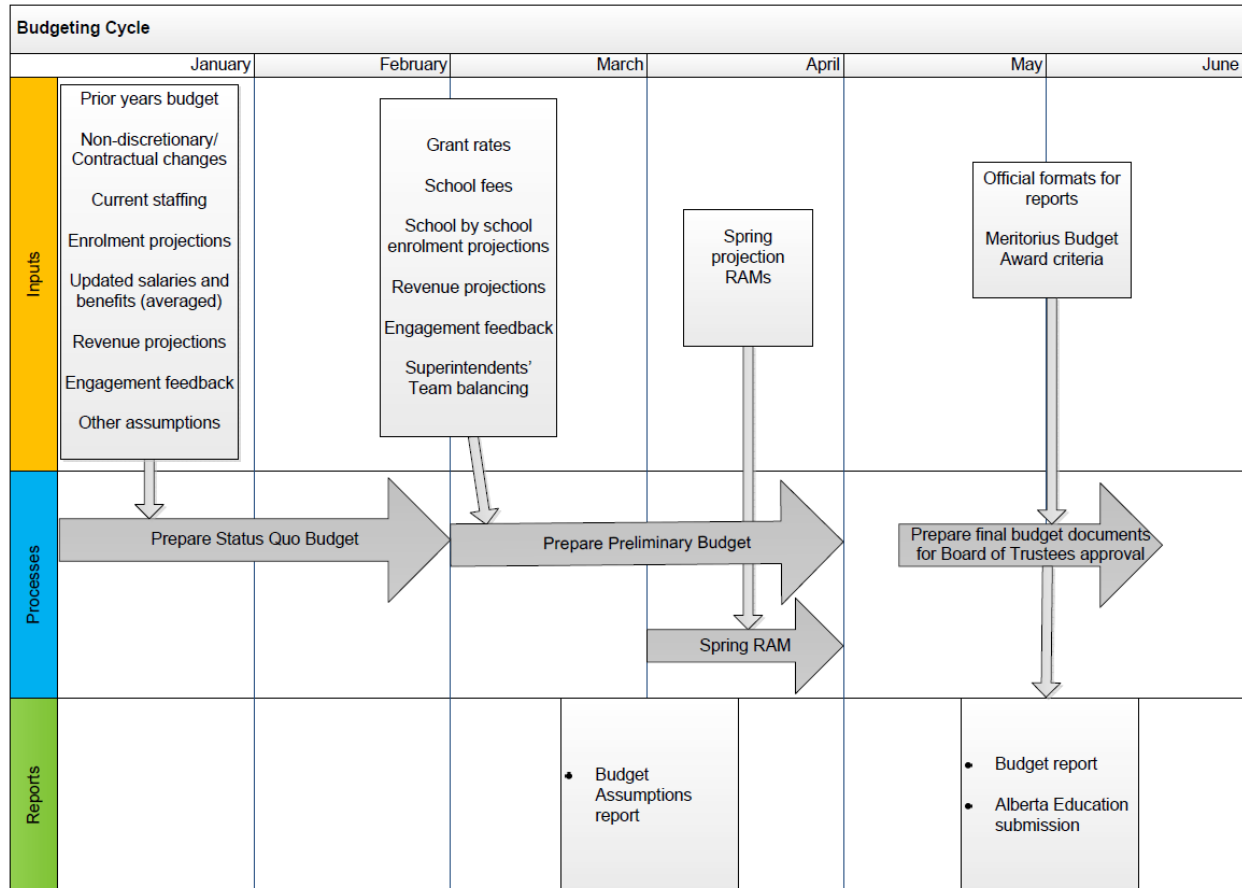 Budgeting Cycle
January
February
March
April
May
June
Inputs
Prior years budget
Non-discretionary/
Contractual changes
Current staffing
Enrolment projections
Updated salaries and
benefits (averaged)
Revenue projections
Engagement feedback
Other assumptions
Grant rates
School fees
School by school
enrolment projections
Revenue projections
Engagement feedback
Superintendents'
Team balancing
Spring
projection
RAMs
Official formats for
reports
Meritorius Budget
Award criteria
Processes
Prepare Status Quo Budget
Prepare Preliminary Budget
Prepare final budget documents
for Board of Trustees approval
Spring RAM
Reports
• Budget
Assumptions
report
• Budget report
• Alberta Education
submission